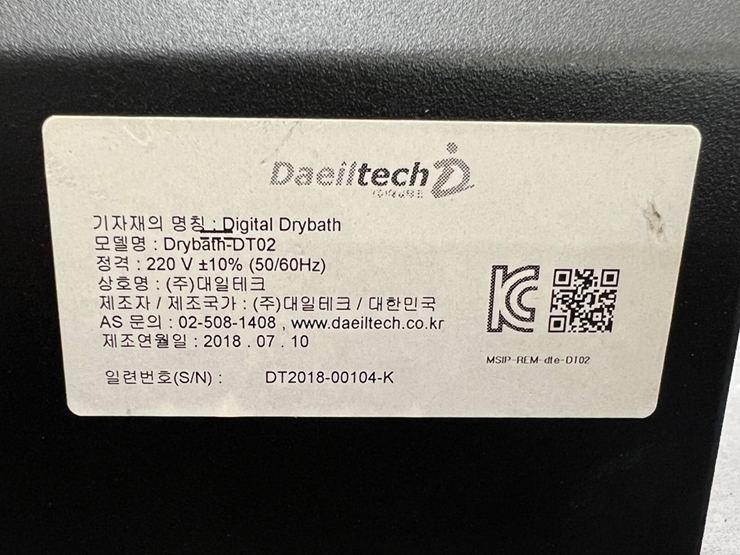 Daeiltech
기자재의 명칭 : Digital Drybath
모델명 : Drybath-DT02
정격 : 220 V ±10% (50/60Hz)
상호명 : (주)대일테크
제조자 / 제조국가 : (주)대일테크 / 대한민국
AS 문의 : 02-508-1408 , www.daeiltech.co.kr
제조연월일 : 2018 . 07 . 10
MSIP-REM-dte-DT02
일련번호(S/N) : DT2018-00104-K